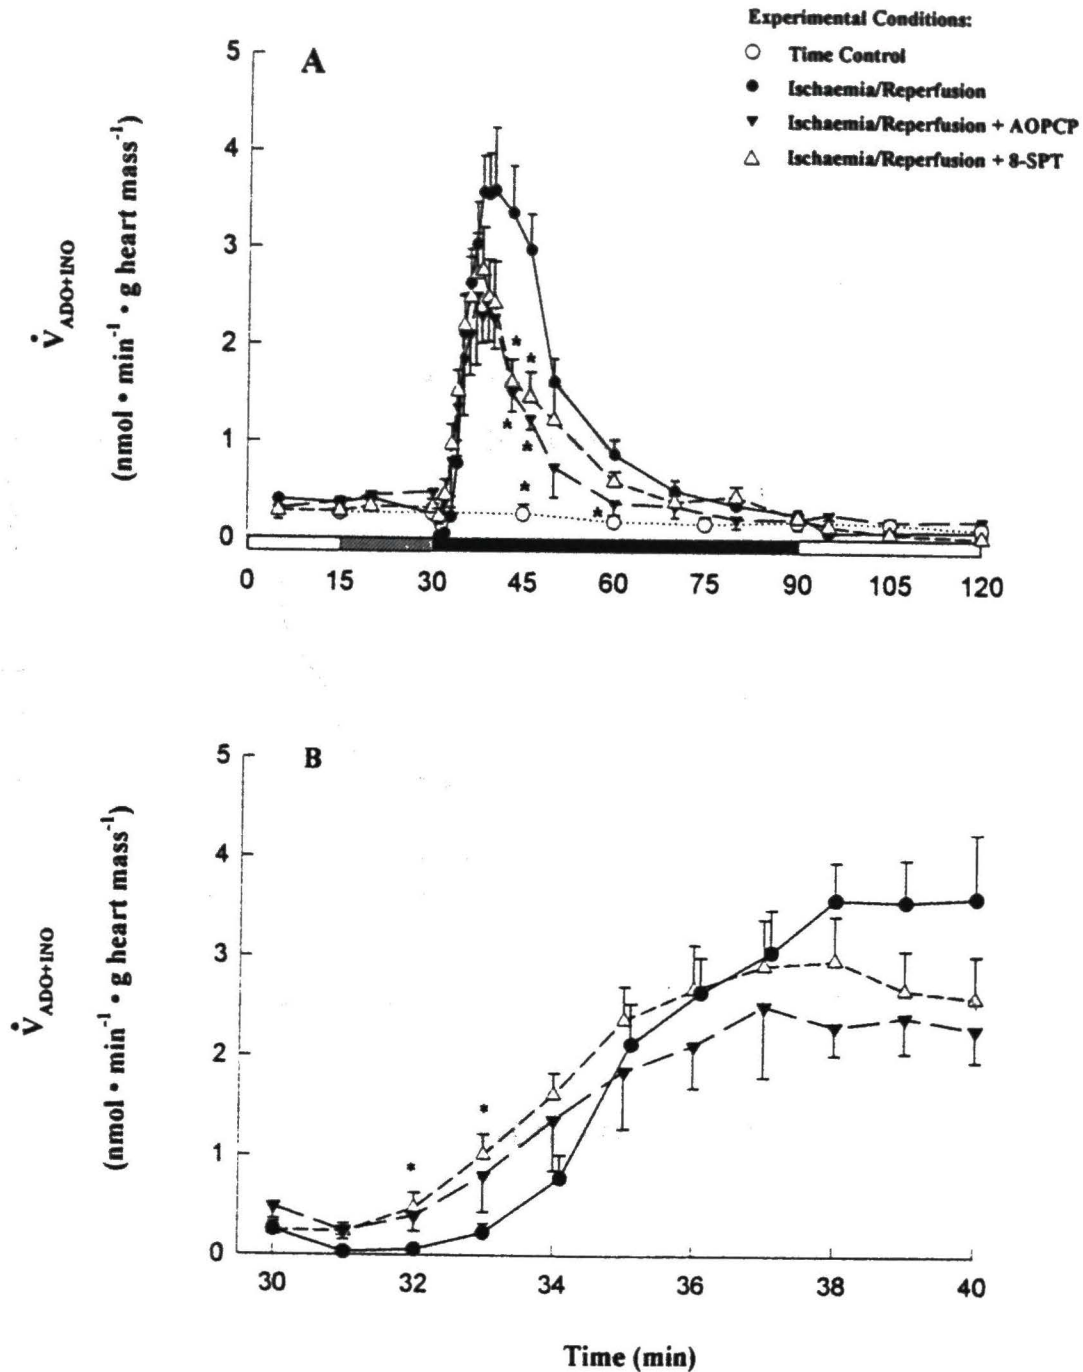 Experimental Conditions:
Time Control
Ischaemia/Reperfusion
Ischaemia/Reperfusion + AOPCP
Ischaemia/Reperfusion + 8-SPT
A
5
4
3
2
1
0
V̇ADO+INO
(nmol • min⁻¹ • g heart mass⁻¹)
* *
* *
* *
0 15 30 45 60 75 90 105 120
B
5
4
3
2
1
0
V̇ADO+INO
(nmol • min⁻¹ • g heart mass⁻¹)
* *
30 32 34 36 38 40
Time (min)